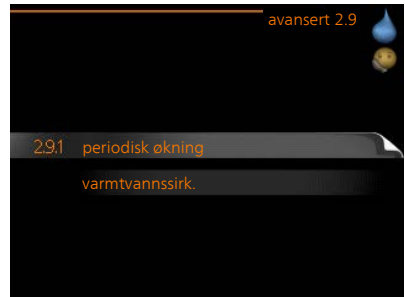 avansert 2.9
2.9.1 periodisk økning
varmtvannssirk.